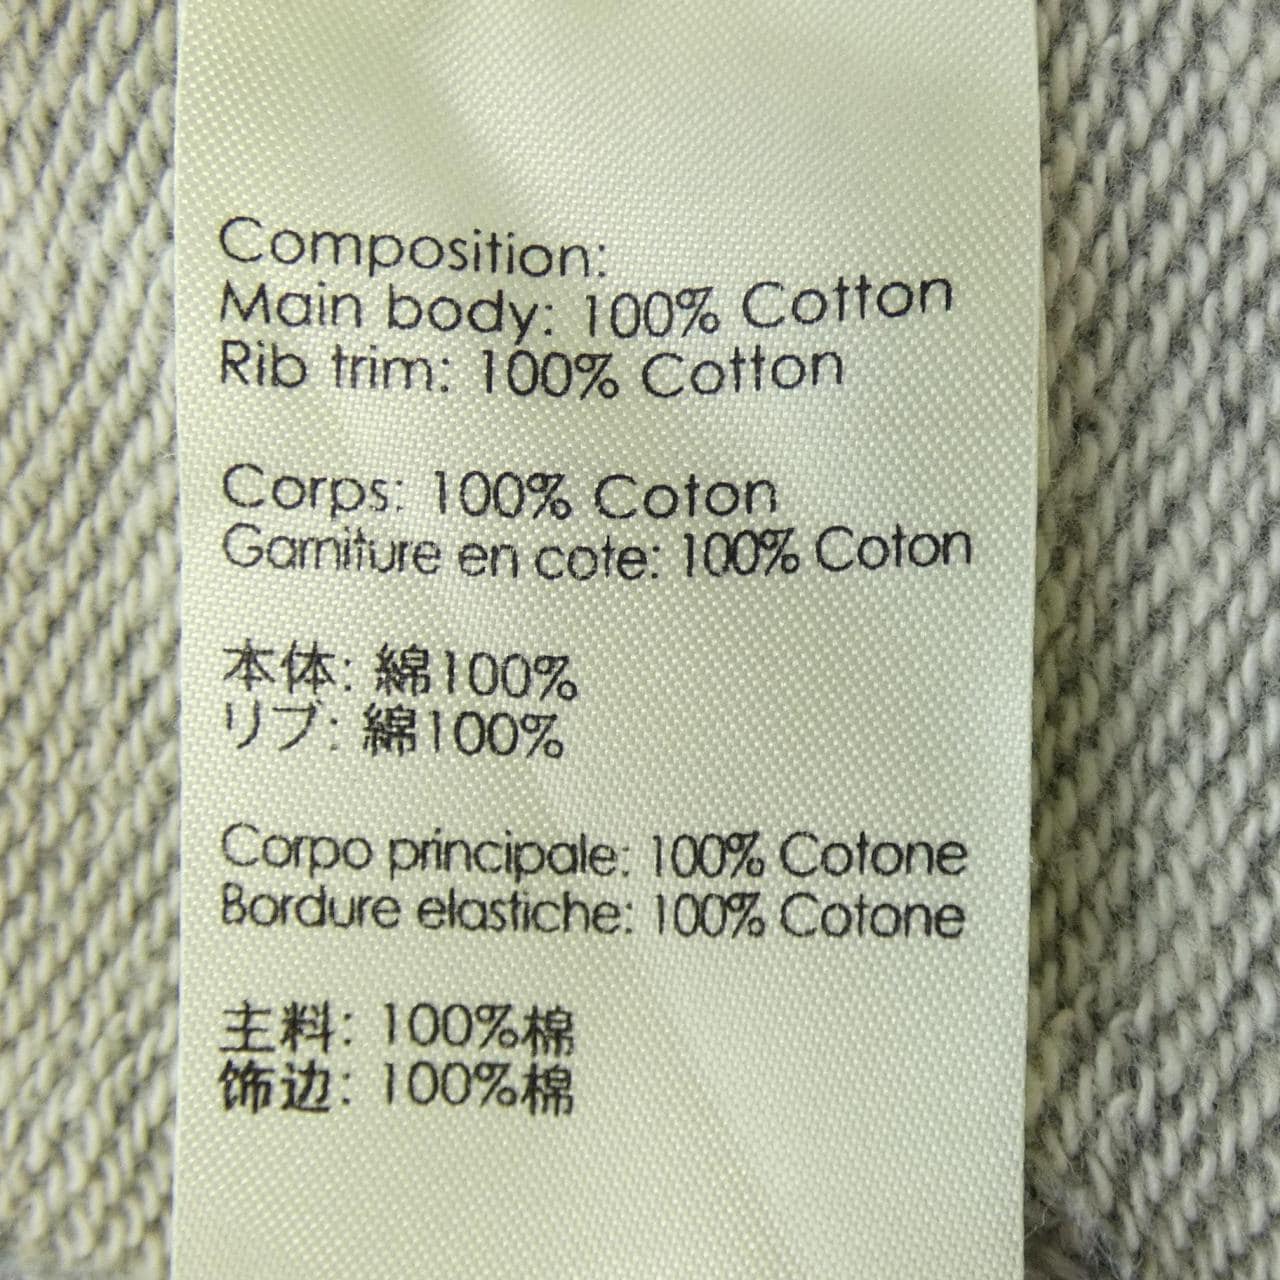 Composition:
Main body: 100% Cotton
Rib trim: 100% Cotton
Corps: 100% Coton
Garniture en cote: 100% Coton
本体: 綿100%
リブ: 綿100%
Corpo principale: 100% Cotone
Bordure elastiche: 100% Cotone
主料: 100%棉
饰边: 100%棉